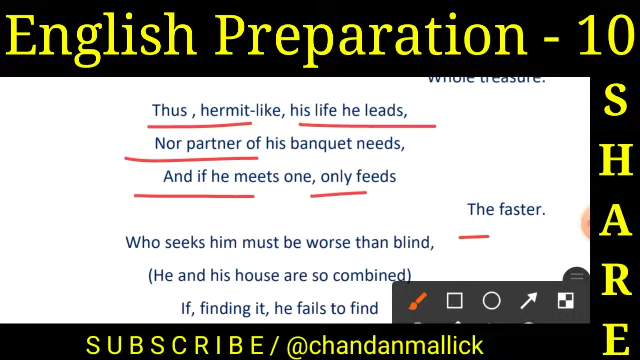 English Preparation - 10
whole treasure.
Thus , hermit-like, his life he leads,
Nor partner of his banquet needs,
And if he meets one, only feeds
The faster.
Who seeks him must be worse than blind,
(He and his house are so combined)
If, finding it, he fails to find
SUBSCRIBE/ @chandanmallick
SHARE